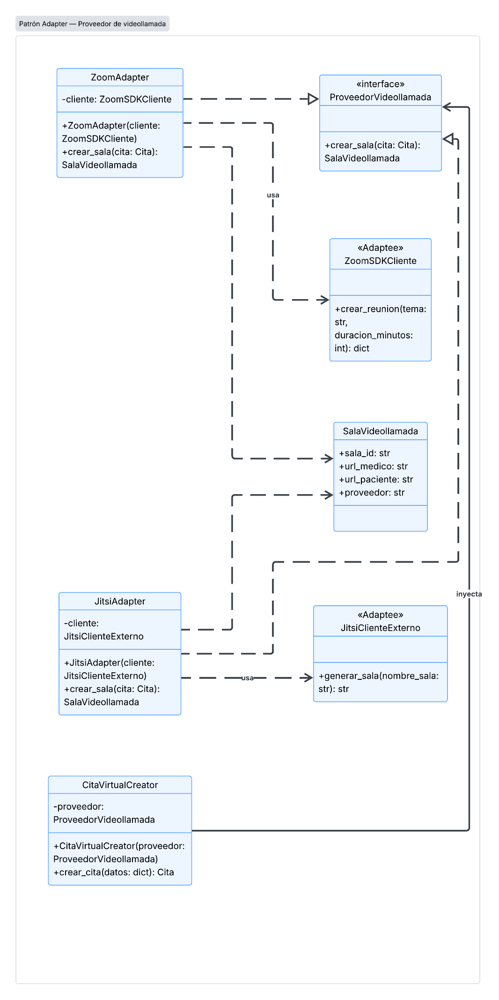 Patrón Adapter — Proveedor de videollamada
ZoomAdapter
-cliente: ZoomSDKCliente
+ZoomAdapter(cliente:
ZoomSDKCliente)
+crear_sala(cita: Cita):
SalaVideollamada
«interface»
ProveedorVideollamada
+crear_sala(cita: Cita):
SalaVideollamada
usa
«Adaptee»
ZoomSDKCliente
+crear_reunion(tema:
str,
duracion_minutos:
int): dict
SalaVideollamada
+sala_id: str
+url_medico: str
+url_paciente: str
+proveedor: str
inyecta
JitsiAdapter
-cliente:
JitsiClienteExterno
+JitsiAdapter(cliente:
JitsiClienteExterno)
+crear_sala(cita: Cita):
SalaVideollamada
usa
«Adaptee»
JitsiClienteExterno
+generar_sala(nombre_sala:
str): str
CitaVirtualCreator
-proveedor:
ProveedorVideollamada
+CitaVirtualCreator(proveedor:
ProveedorVideollamada)
+crear_cita(datos: dict): Cita